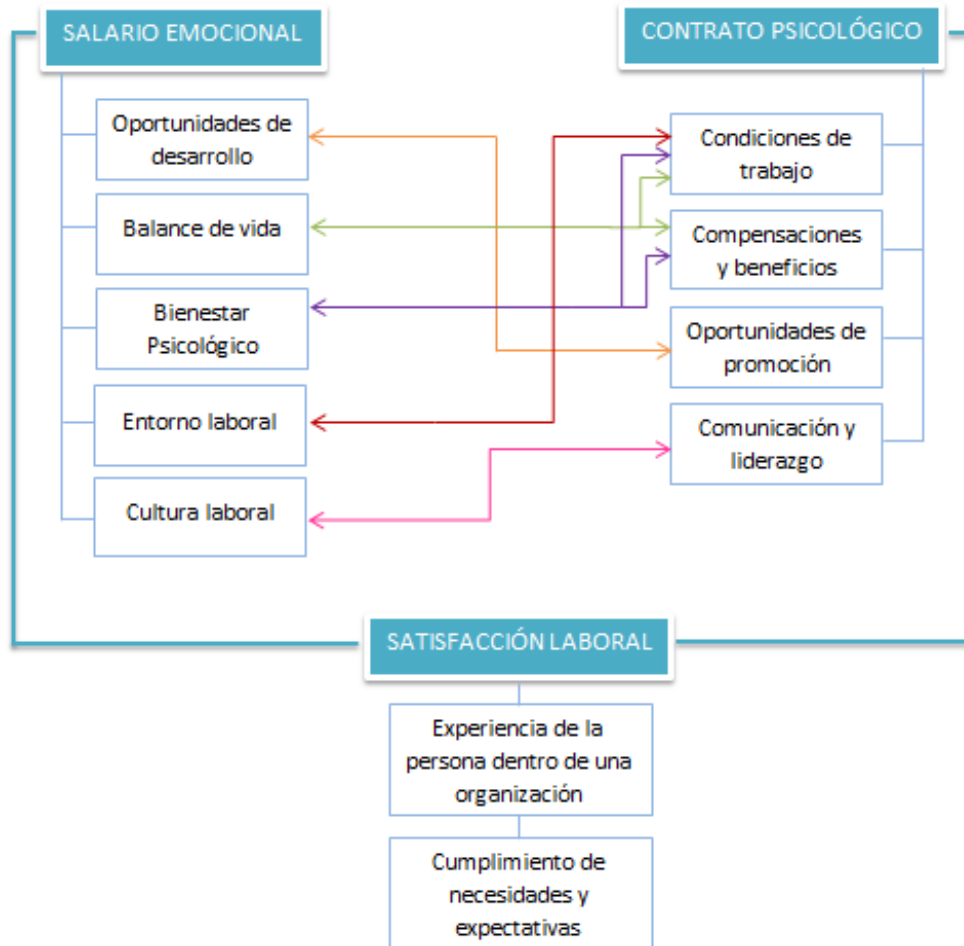 SALARIO EMOCIONAL
Oportunidades de
desarrollo
Balance de vida
Bienestar
Psicológico
Entorno laboral
Cultura laboral
CONTRATO PSICOLÓGICO
Condiciones de
trabajo
Compensaciones
y beneficios
Oportunidades de
promoción
Comunicación y
liderazgo
SATISFACCIÓN LABORAL
Experiencia de la
persona dentro de una
organización
Cumplimiento de
necesidades y
expectativas